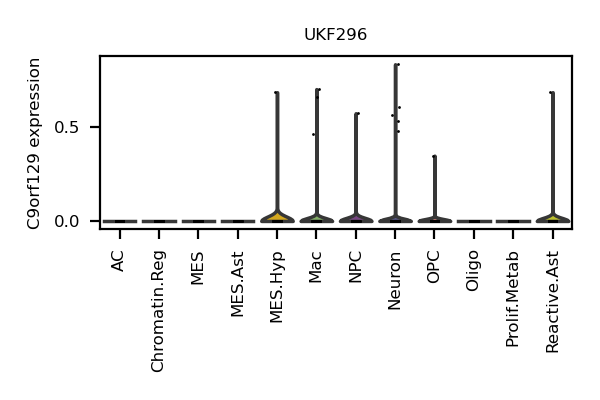 UKF296
C9orf129 expression
0.5
0.0
AC
Chromatin.Reg
MES
MES.Ast
MES.Hyp
Mac
NPC
Neuron
OPC
Oligo
Prolif.Metab
Reactive.Ast